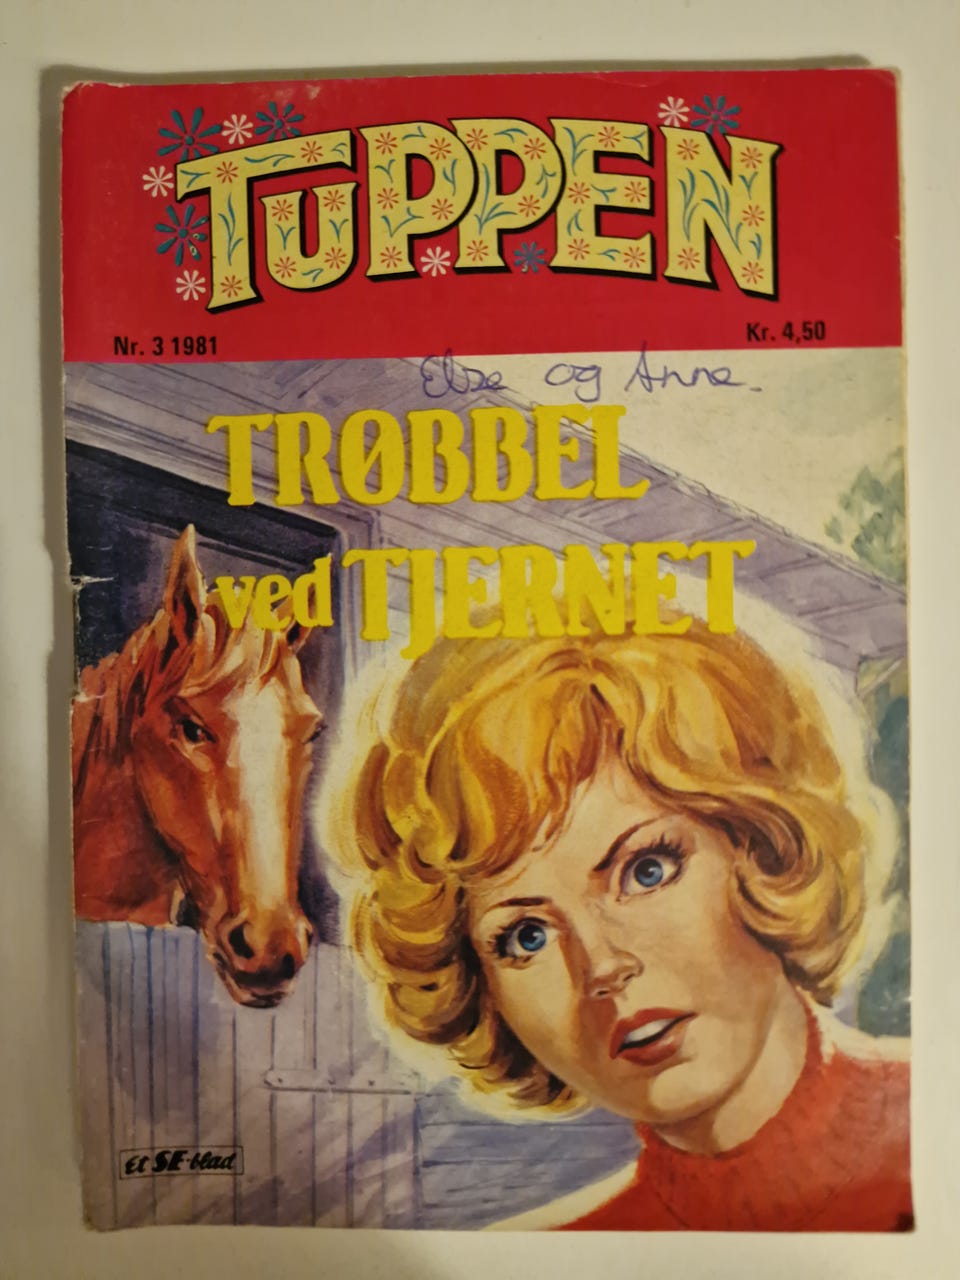 TUPPEN
Nr. 3 1981
Kr. 4,50
Else og Anne
TRØBBEL
ved TJERNET
Et SE-blad